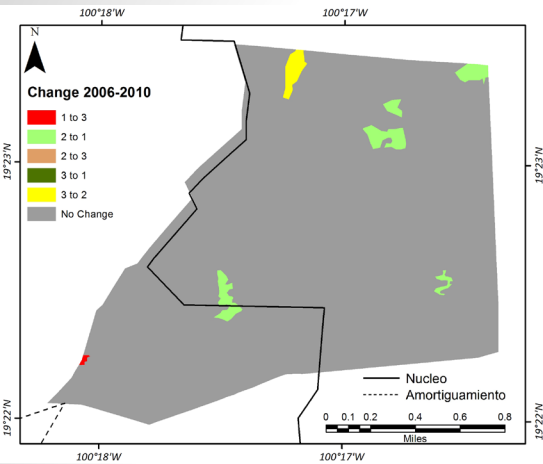 100°18'W 100°17'W
N
Change 2006-2010
1 to 3
2 to 1
2 to 3
3 to 1
3 to 2
No Change
19°23'N 19°23'N
Nucleo
Amortiguamiento
0 0.1 0.2 0.4 0.6 0.8
Miles
19°22'N 19°22'N
100°18'W 100°17'W